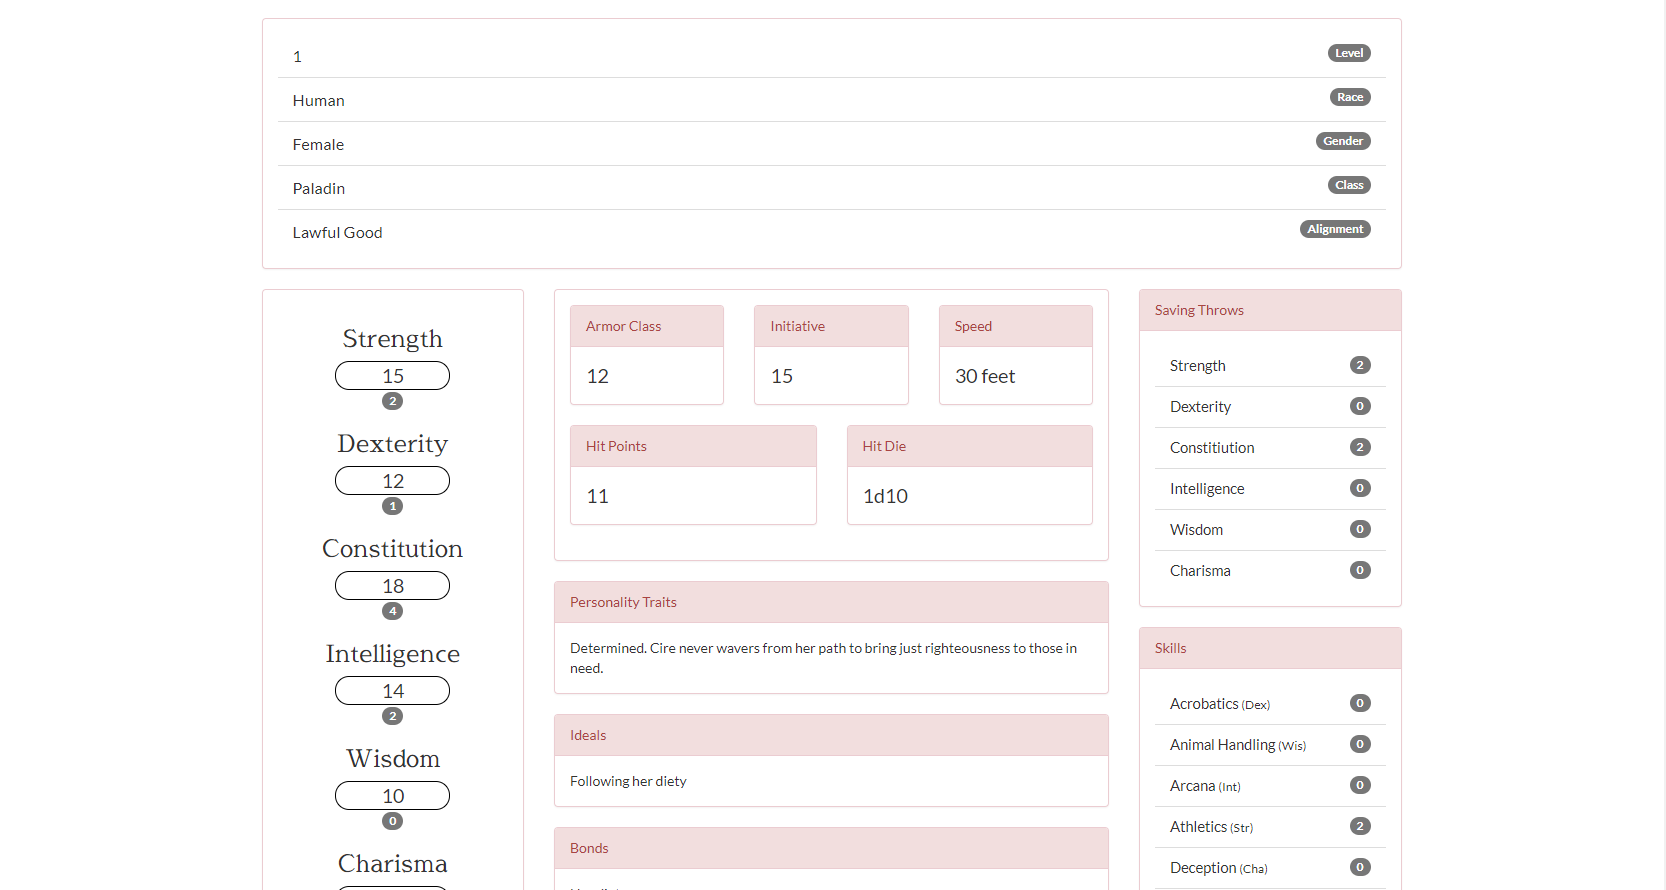 1 Level
Human Race
Female Gender
Paladin Class
Lawful Good Alignment
Strength
15
2
Dexterity
12
1
Constitution
18
4
Intelligence
14
2
Wisdom
10
0
Charisma
Armor Class
12
Initiative
15
Speed
30 feet
Hit Points
11
Hit Die
1d10
Personality Traits
Determined. Cire never wavers from her path to bring just righteousness to those in
need.
Ideals
Following her diety
Bonds
Saving Throws
Strength 2
Dexterity 0
Constitiution 2
Intelligence 0
Wisdom 0
Charisma 0
Skills
Acrobatics (Dex) 0
Animal Handling (Wis) 0
Arcana (Int) 0
Athletics (Str) 2
Deception (Cha) 0